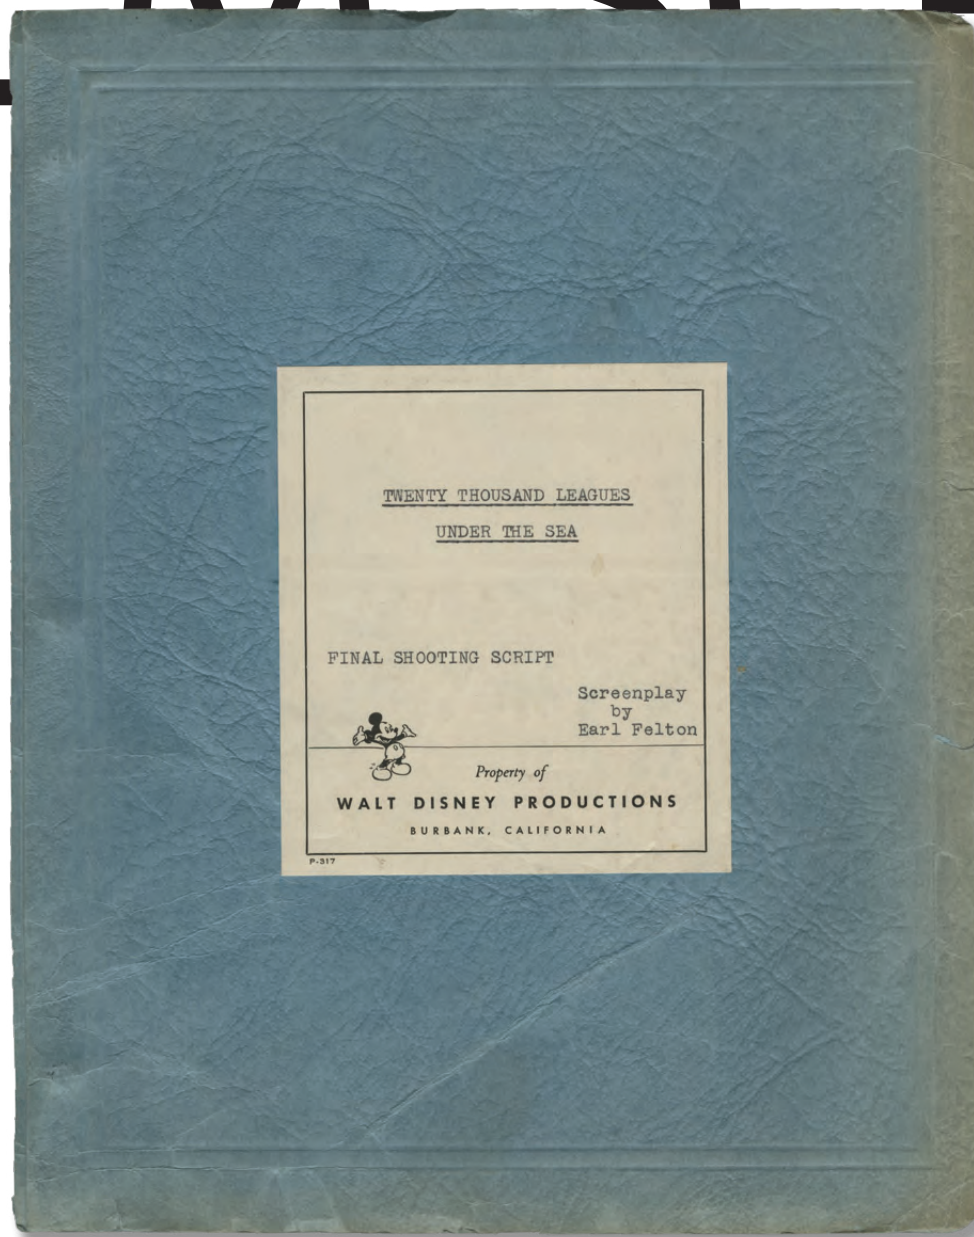 TWENTY THOUSAND LEAGUES
UNDER THE SEA
FINAL SHOOTING SCRIPT
Screenplay
by
Earl Felton
Property of
WALT DISNEY PRODUCTIONS
BURBANK, CALIFORNIA
P-317